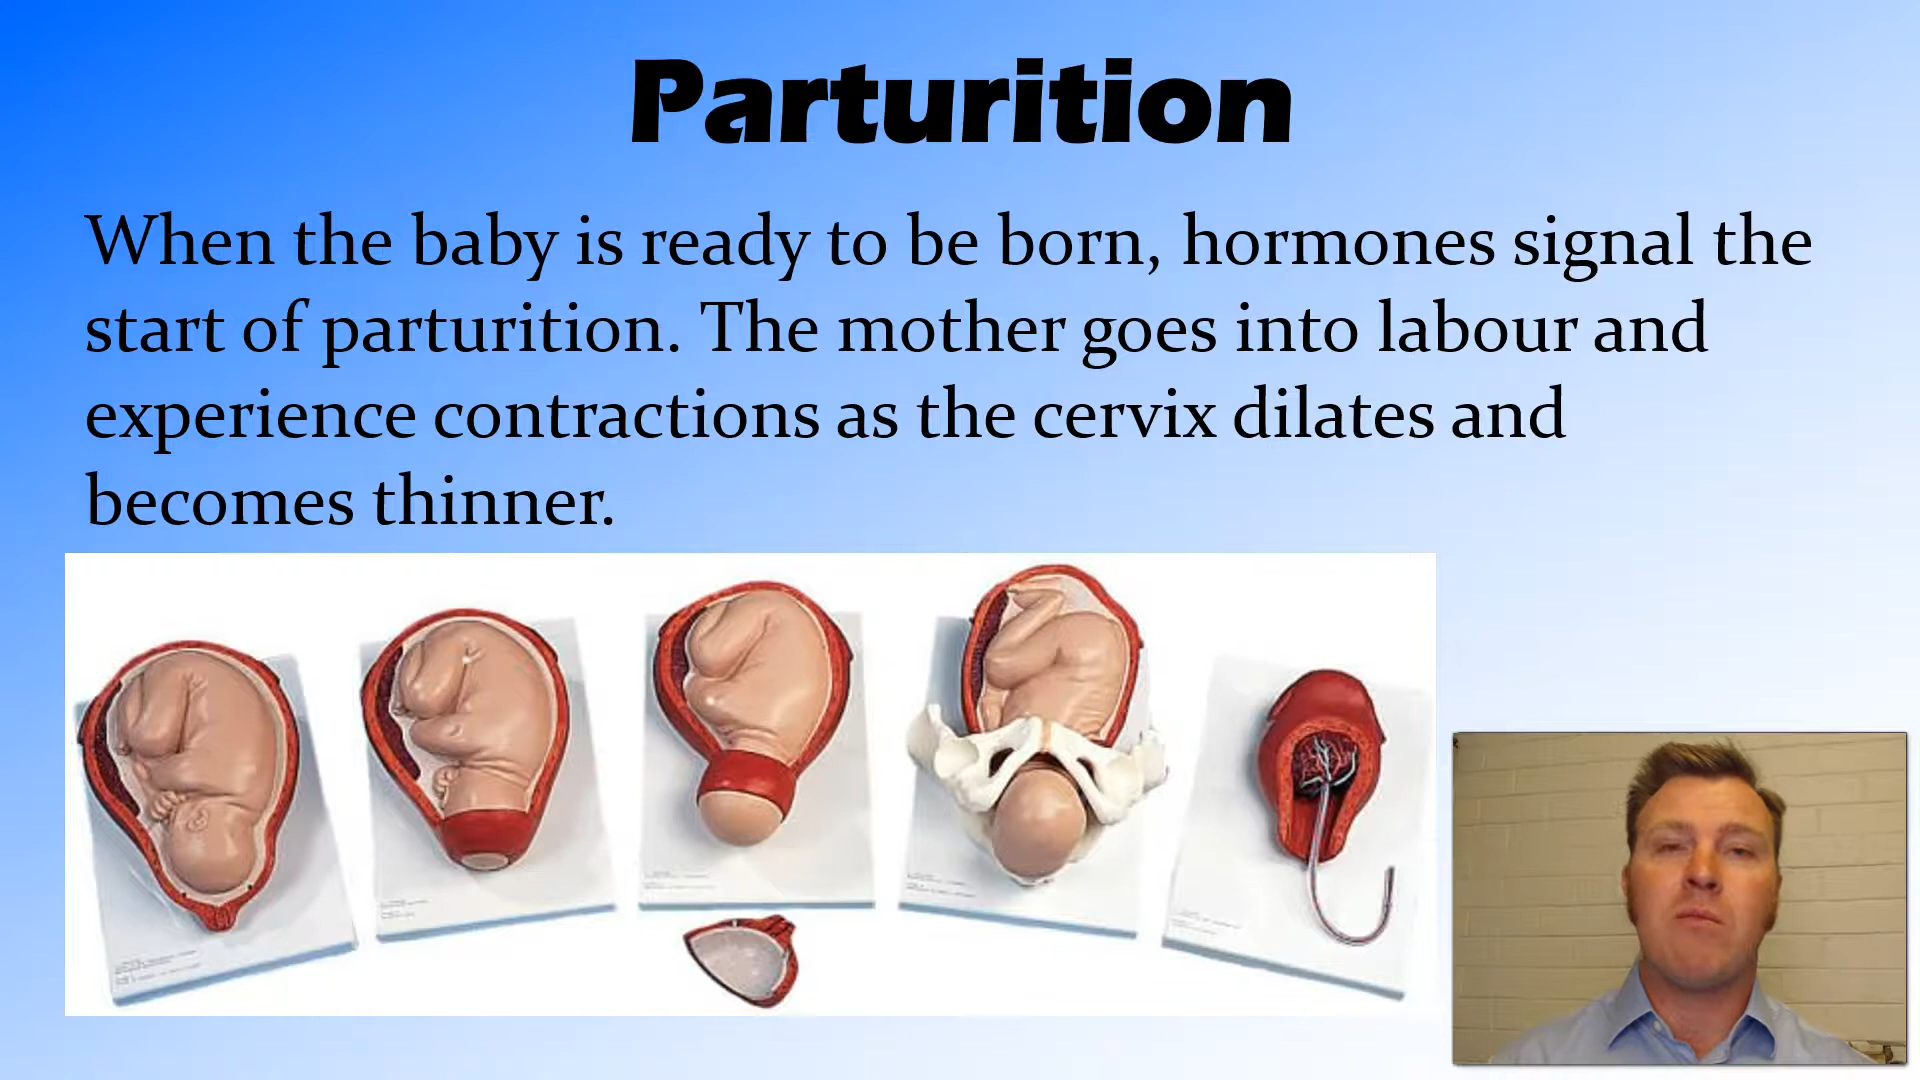 Parturition
When the baby is ready to be born, hormones signal the
start of parturition. The mother goes into labour and
experience contractions as the cervix dilates and
becomes thinner.